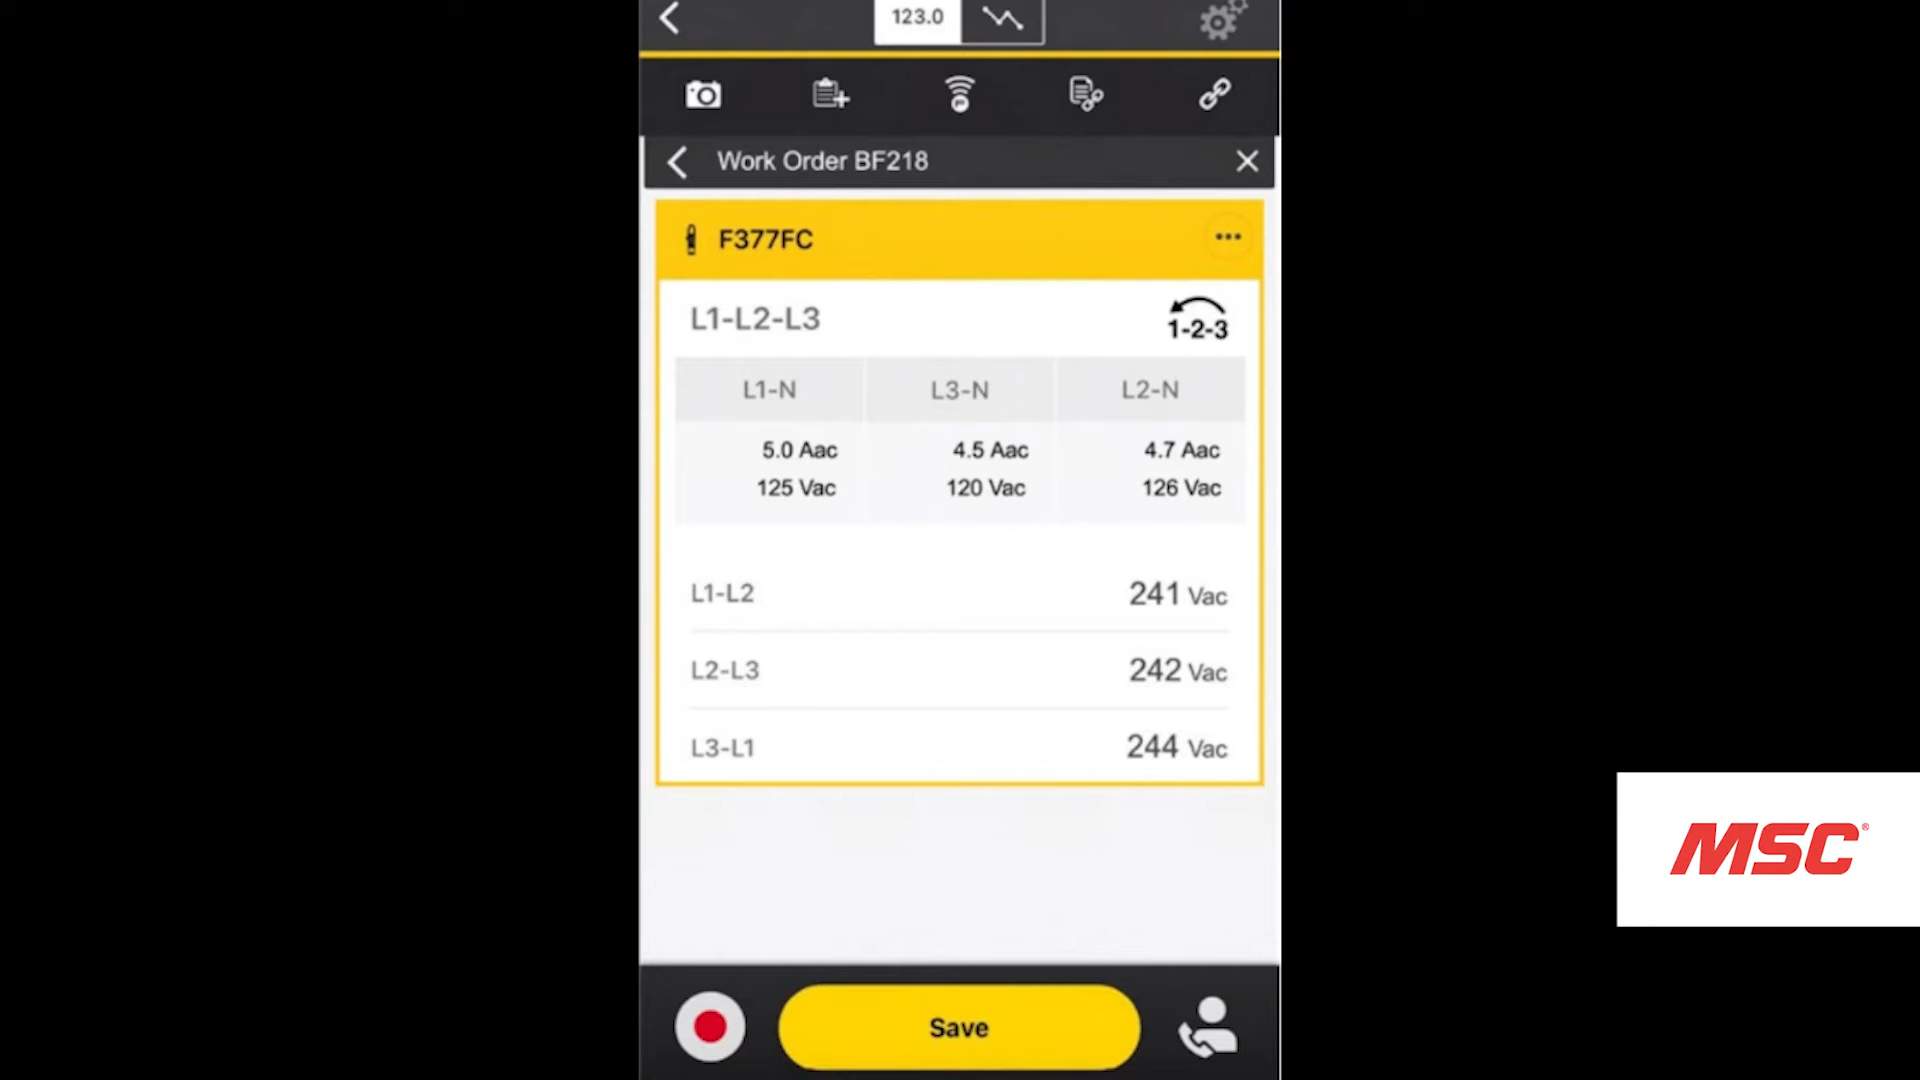 123.0
Work Order BF218
F377FC
L1-L2-L3
1-2-3
L1-N L3-N L2-N
5.0 Aac 4.5 Aac 4.7 Aac
125 Vac 120 Vac 126 Vac
L1-L2 241 Vac
L2-L3 242 Vac
L3-L1 244 Vac
MSC®
Save